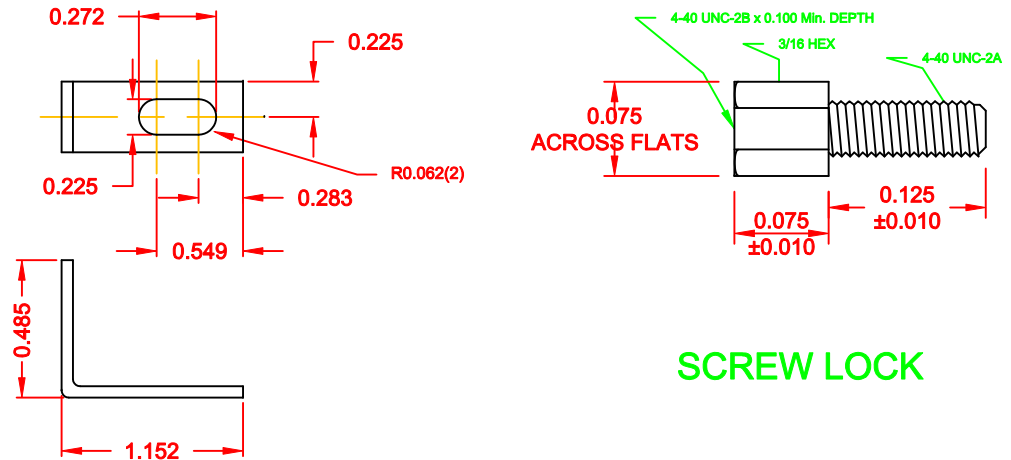 0.272
0.225
0.225
R0.062(2)
0.283
0.549
0.485
1.152
4-40 UNC-2B x 0.100 Min. DEPTH
3/16 HEX
4-40 UNC-2A
0.075
ACROSS FLATS
0.125
±0.010
0.075
±0.010
SCREW LOCK